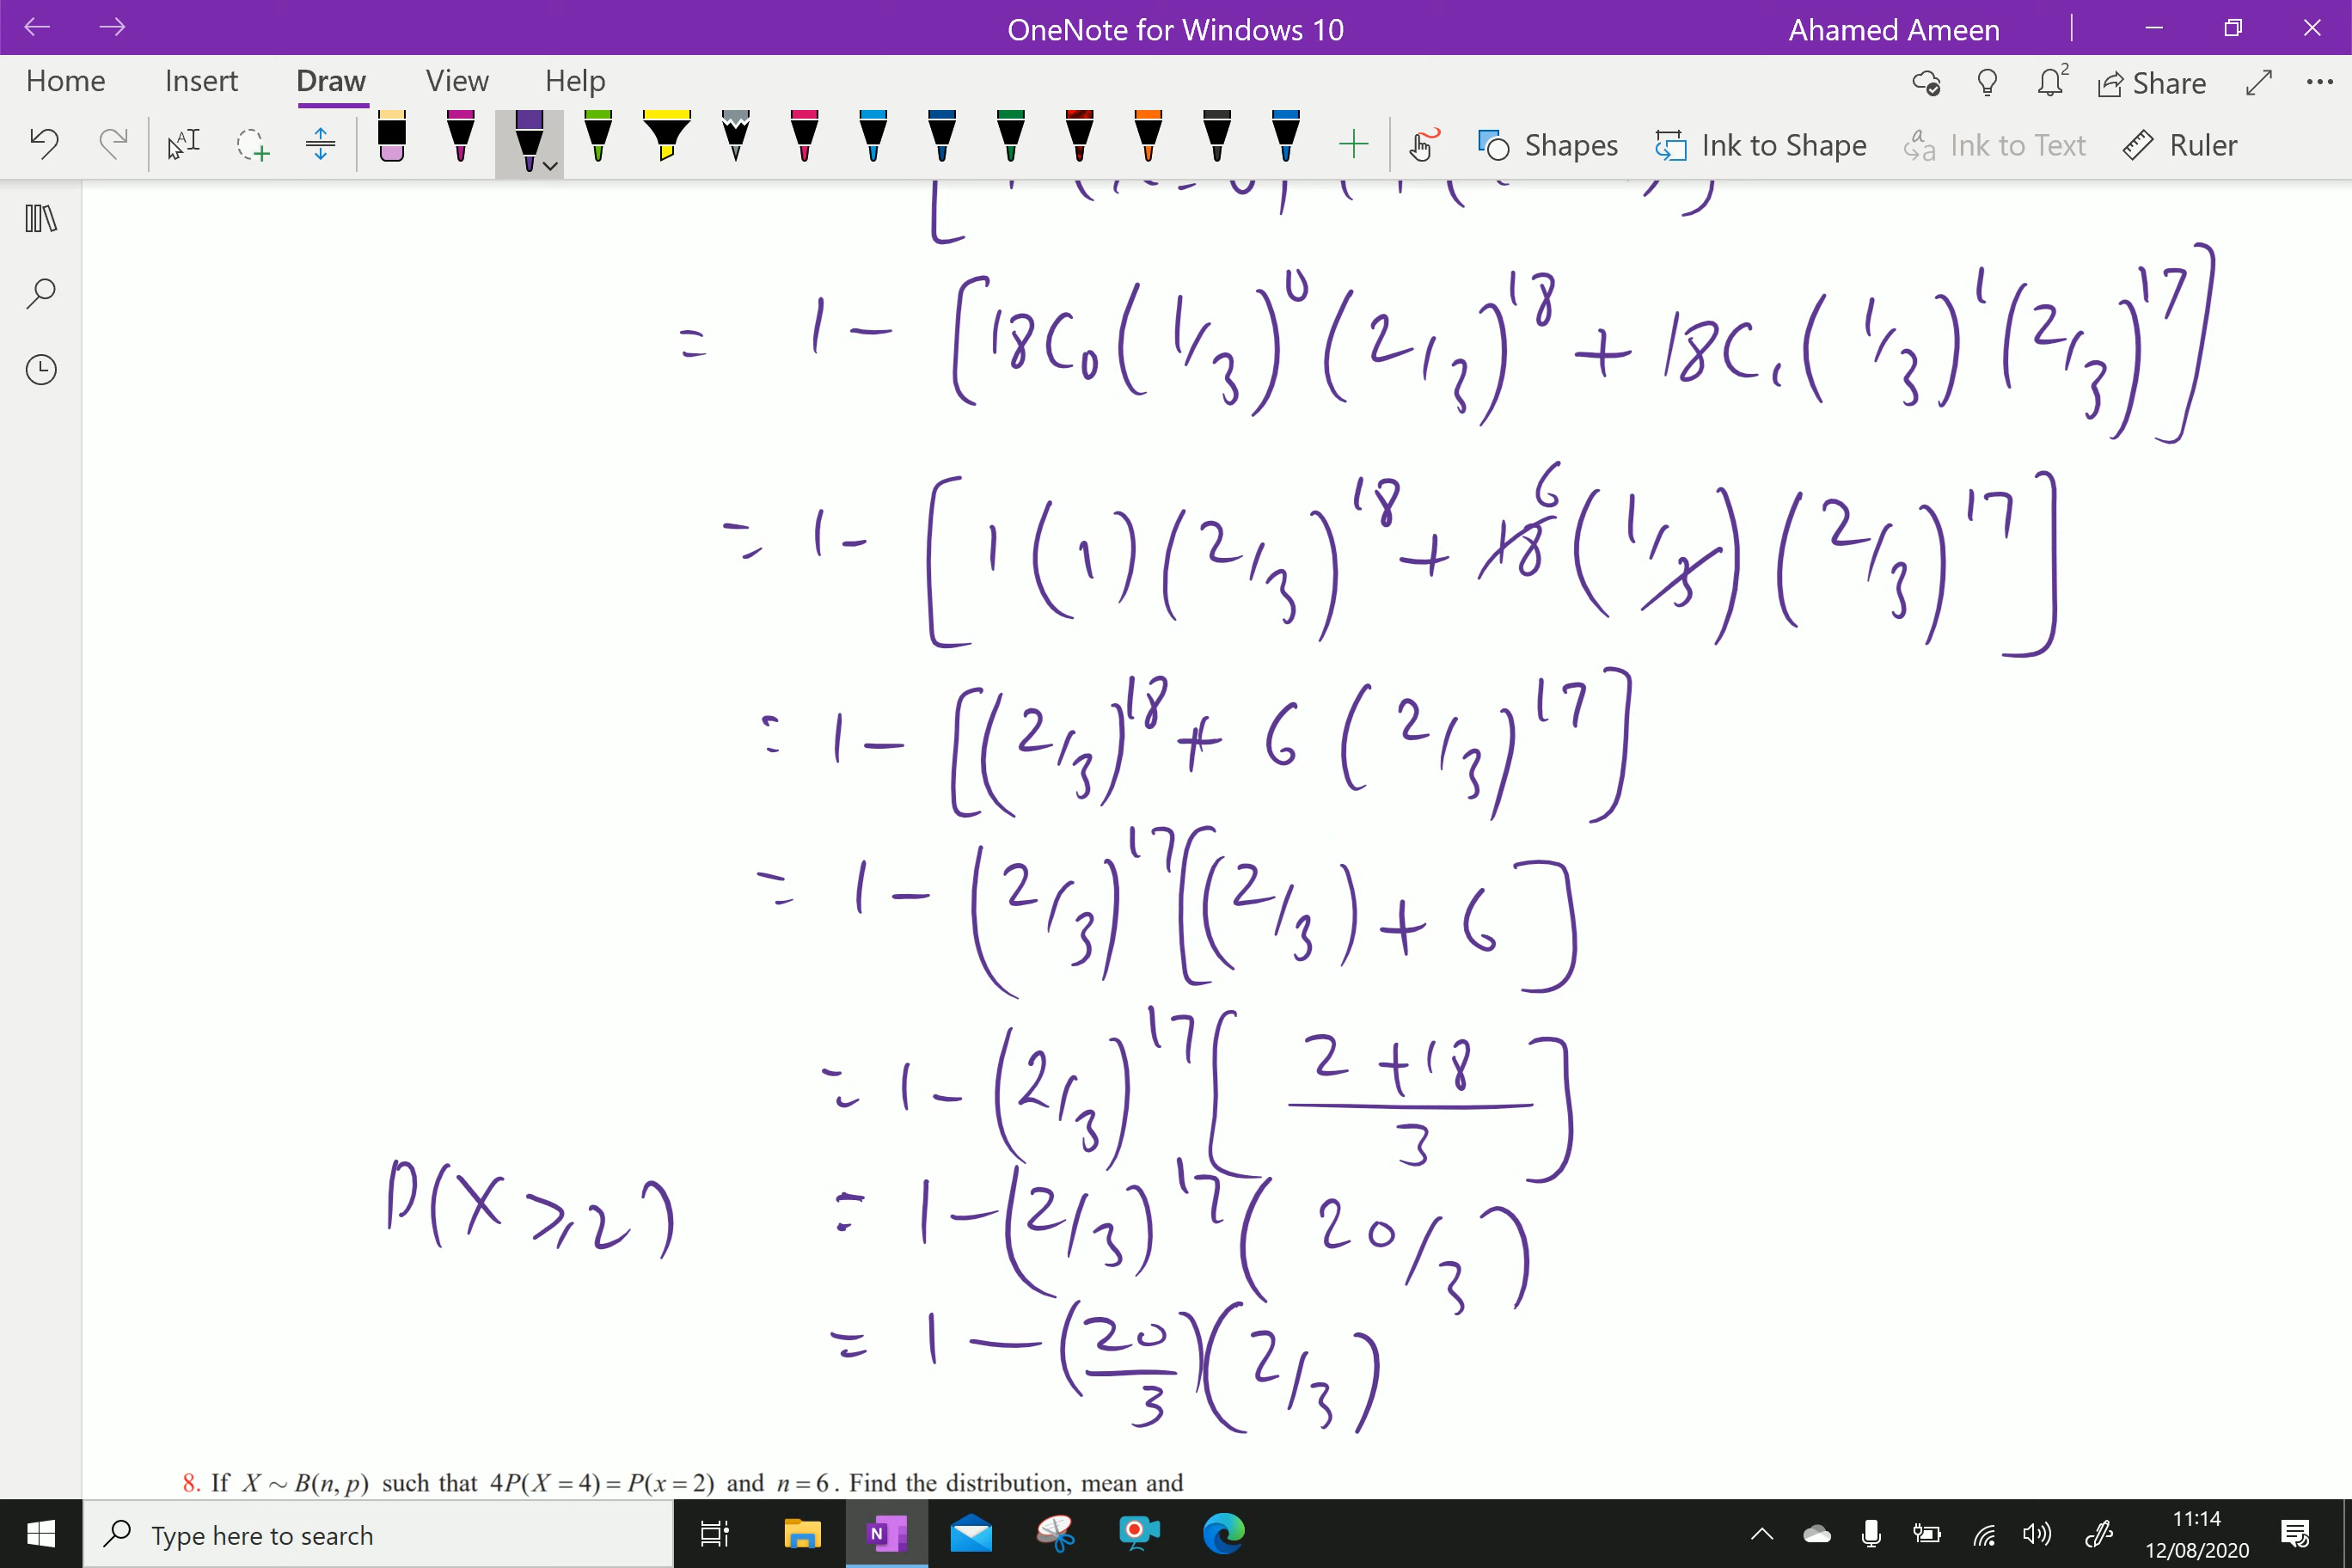 OneNote for Windows 10 Ahamed Ameen
Home Insert Draw View Help Share
Shapes Ink to Shape Ink to Text Ruler
= 1 - [18C₀(1/3)⁰(2/3)¹⁸ + 18C₁(1/3)¹(2/3)¹⁷]
= 1 - [1(1)(2/3)¹⁸ + 18 6(1/3)(2/3)¹⁷]
= 1 - [(2/3)¹⁸ + 6(2/3)¹⁷]
= 1 - (2/3)¹⁷[(2/3) + 6]
= 1 - (2/3)¹⁷[2 + 18 / 3]
P(X ≥ 2) = 1 - (2/3)¹⁷(20/3)
= 1 - (20/3)(2/3)
8. If X ~ B(n, p) such that 4P(X = 4) = P(x = 2) and n = 6. Find the distribution, mean and
Type here to search
11:14
12/08/2020